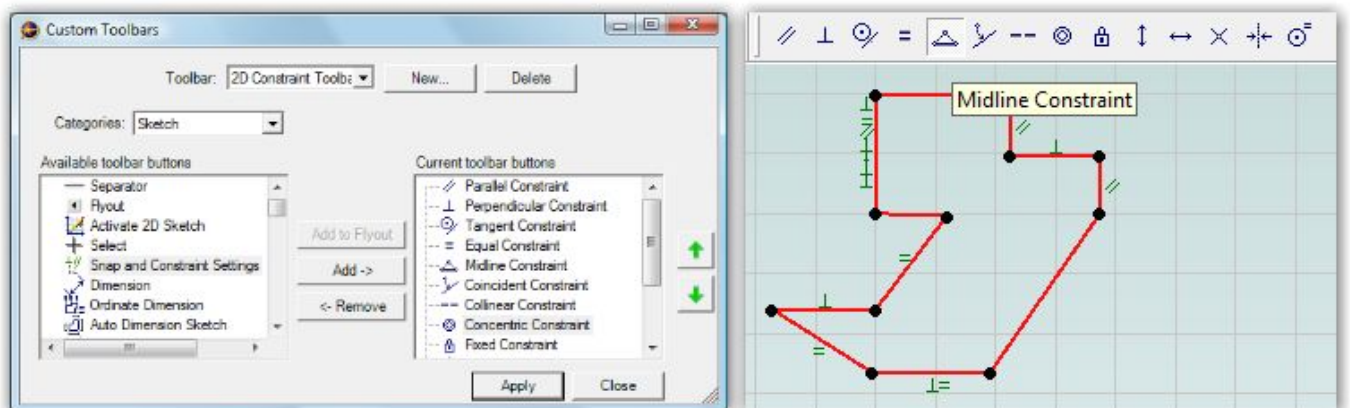 Custom Toolbars
Toolbar: 2D Constraint Toolba New... Delete
Categories: Sketch
Available toolbar buttons
Separator
Flyout
Activate 2D Sketch
Select
Snap and Constraint Settings
Dimension
Ordinate Dimension
Auto Dimension Sketch
Add to Flyout
Add ->
<- Remove
Current toolbar buttons
Parallel Constraint
Perpendicular Constraint
Tangent Constraint
Equal Constraint
Midline Constraint
Coincident Constraint
Collinear Constraint
Concentric Constraint
Fixed Constraint
Apply Close
Midline Constraint